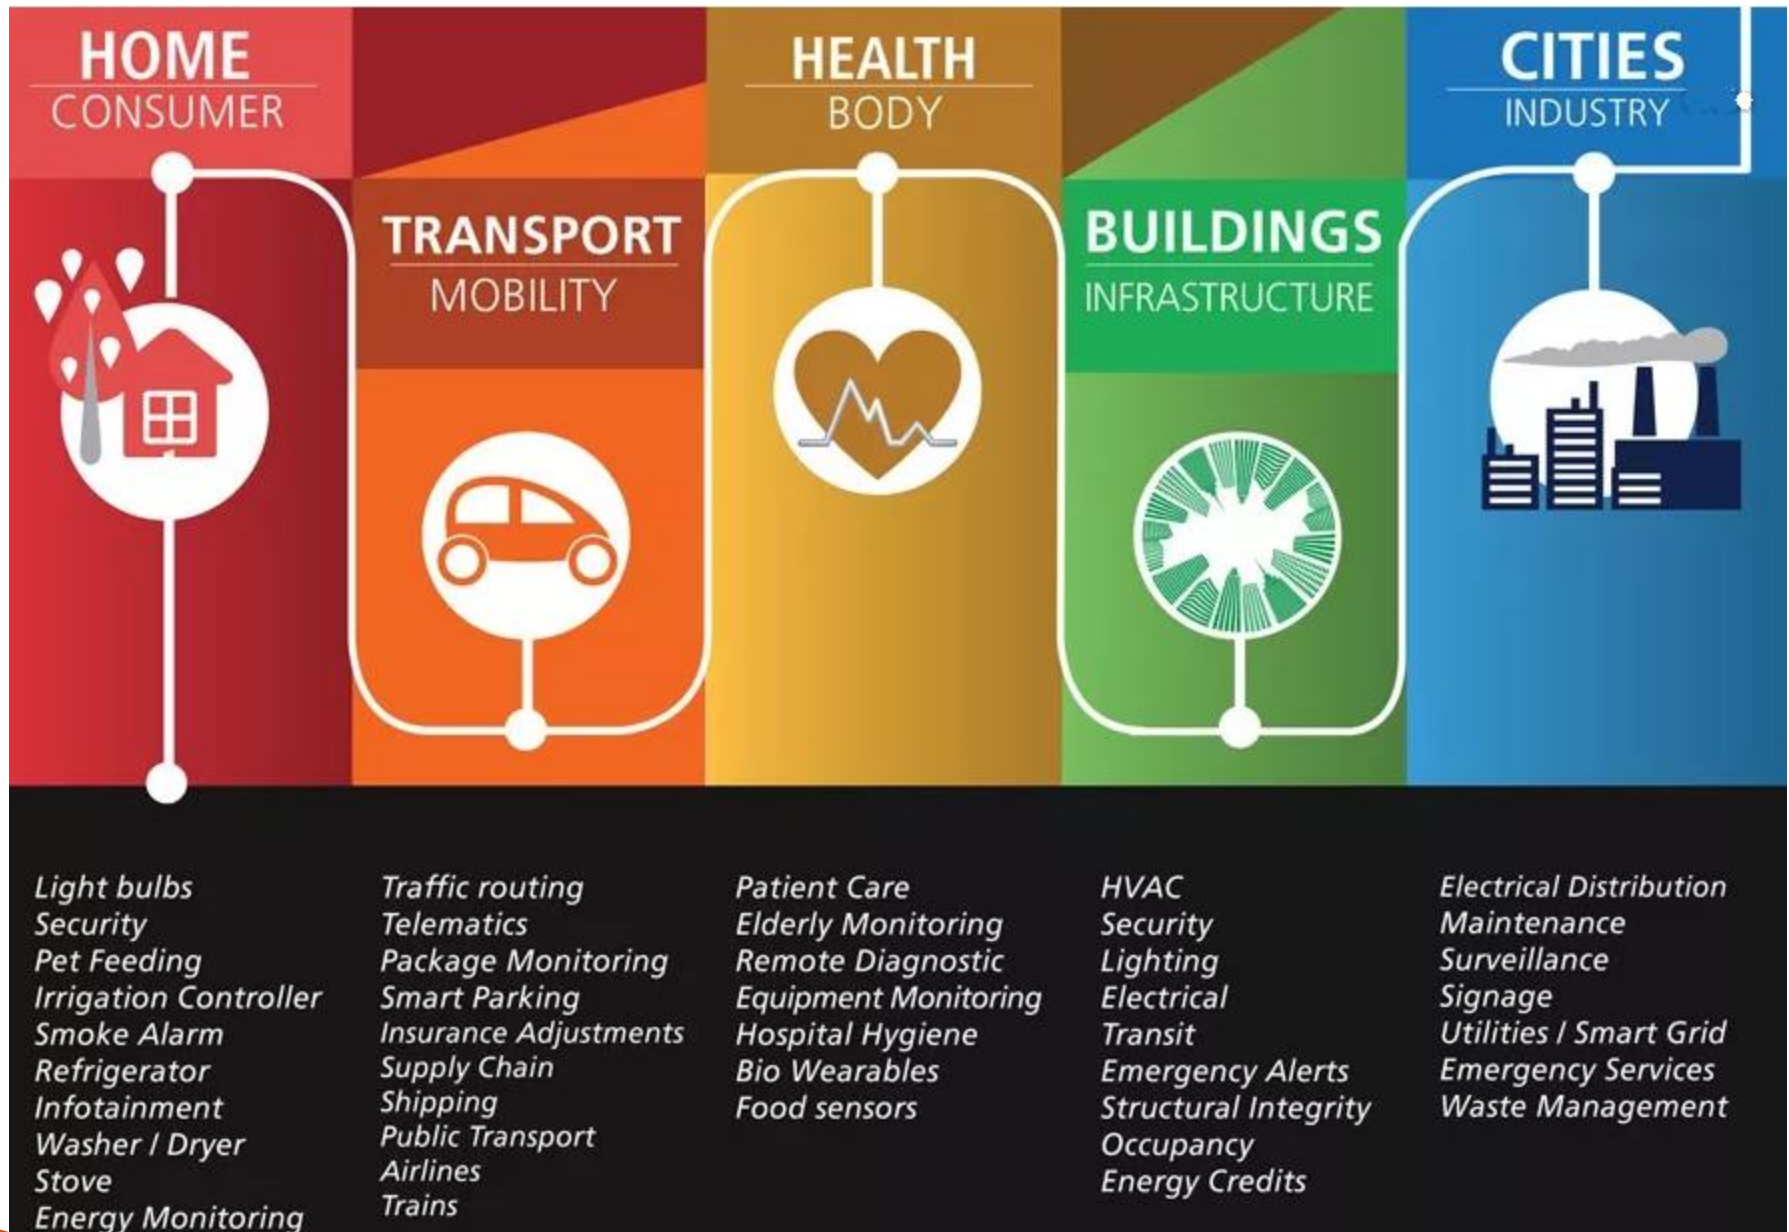 HOME
CONSUMER
TRANSPORT
MOBILITY
HEALTH
BODY
BUILDINGS
INFRASTRUCTURE
CITIES
INDUSTRY
Light bulbs
Security
Pet Feeding
Irrigation Controller
Smoke Alarm
Refrigerator
Infotainment
Washer / Dryer
Stove
Energy Monitoring
Traffic routing
Telematics
Package Monitoring
Smart Parking
Insurance Adjustments
Supply Chain
Shipping
Public Transport
Airlines
Trains
Patient Care
Elderly Monitoring
Remote Diagnostic
Equipment Monitoring
Hospital Hygiene
Bio Wearables
Food sensors
HVAC
Security
Lighting
Electrical
Transit
Emergency Alerts
Structural Integrity
Occupancy
Energy Credits
Electrical Distribution
Maintenance
Surveillance
Signage
Utilities / Smart Grid
Emergency Services
Waste Management